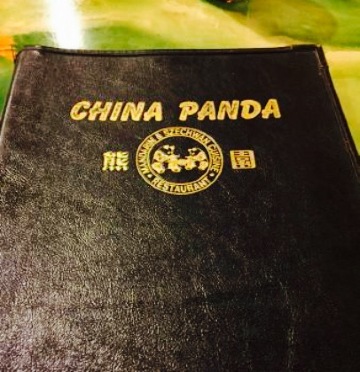 CHINA PANDA
熊
MANDARIN & SZECHWAN CUISINE
• RESTAURANT •